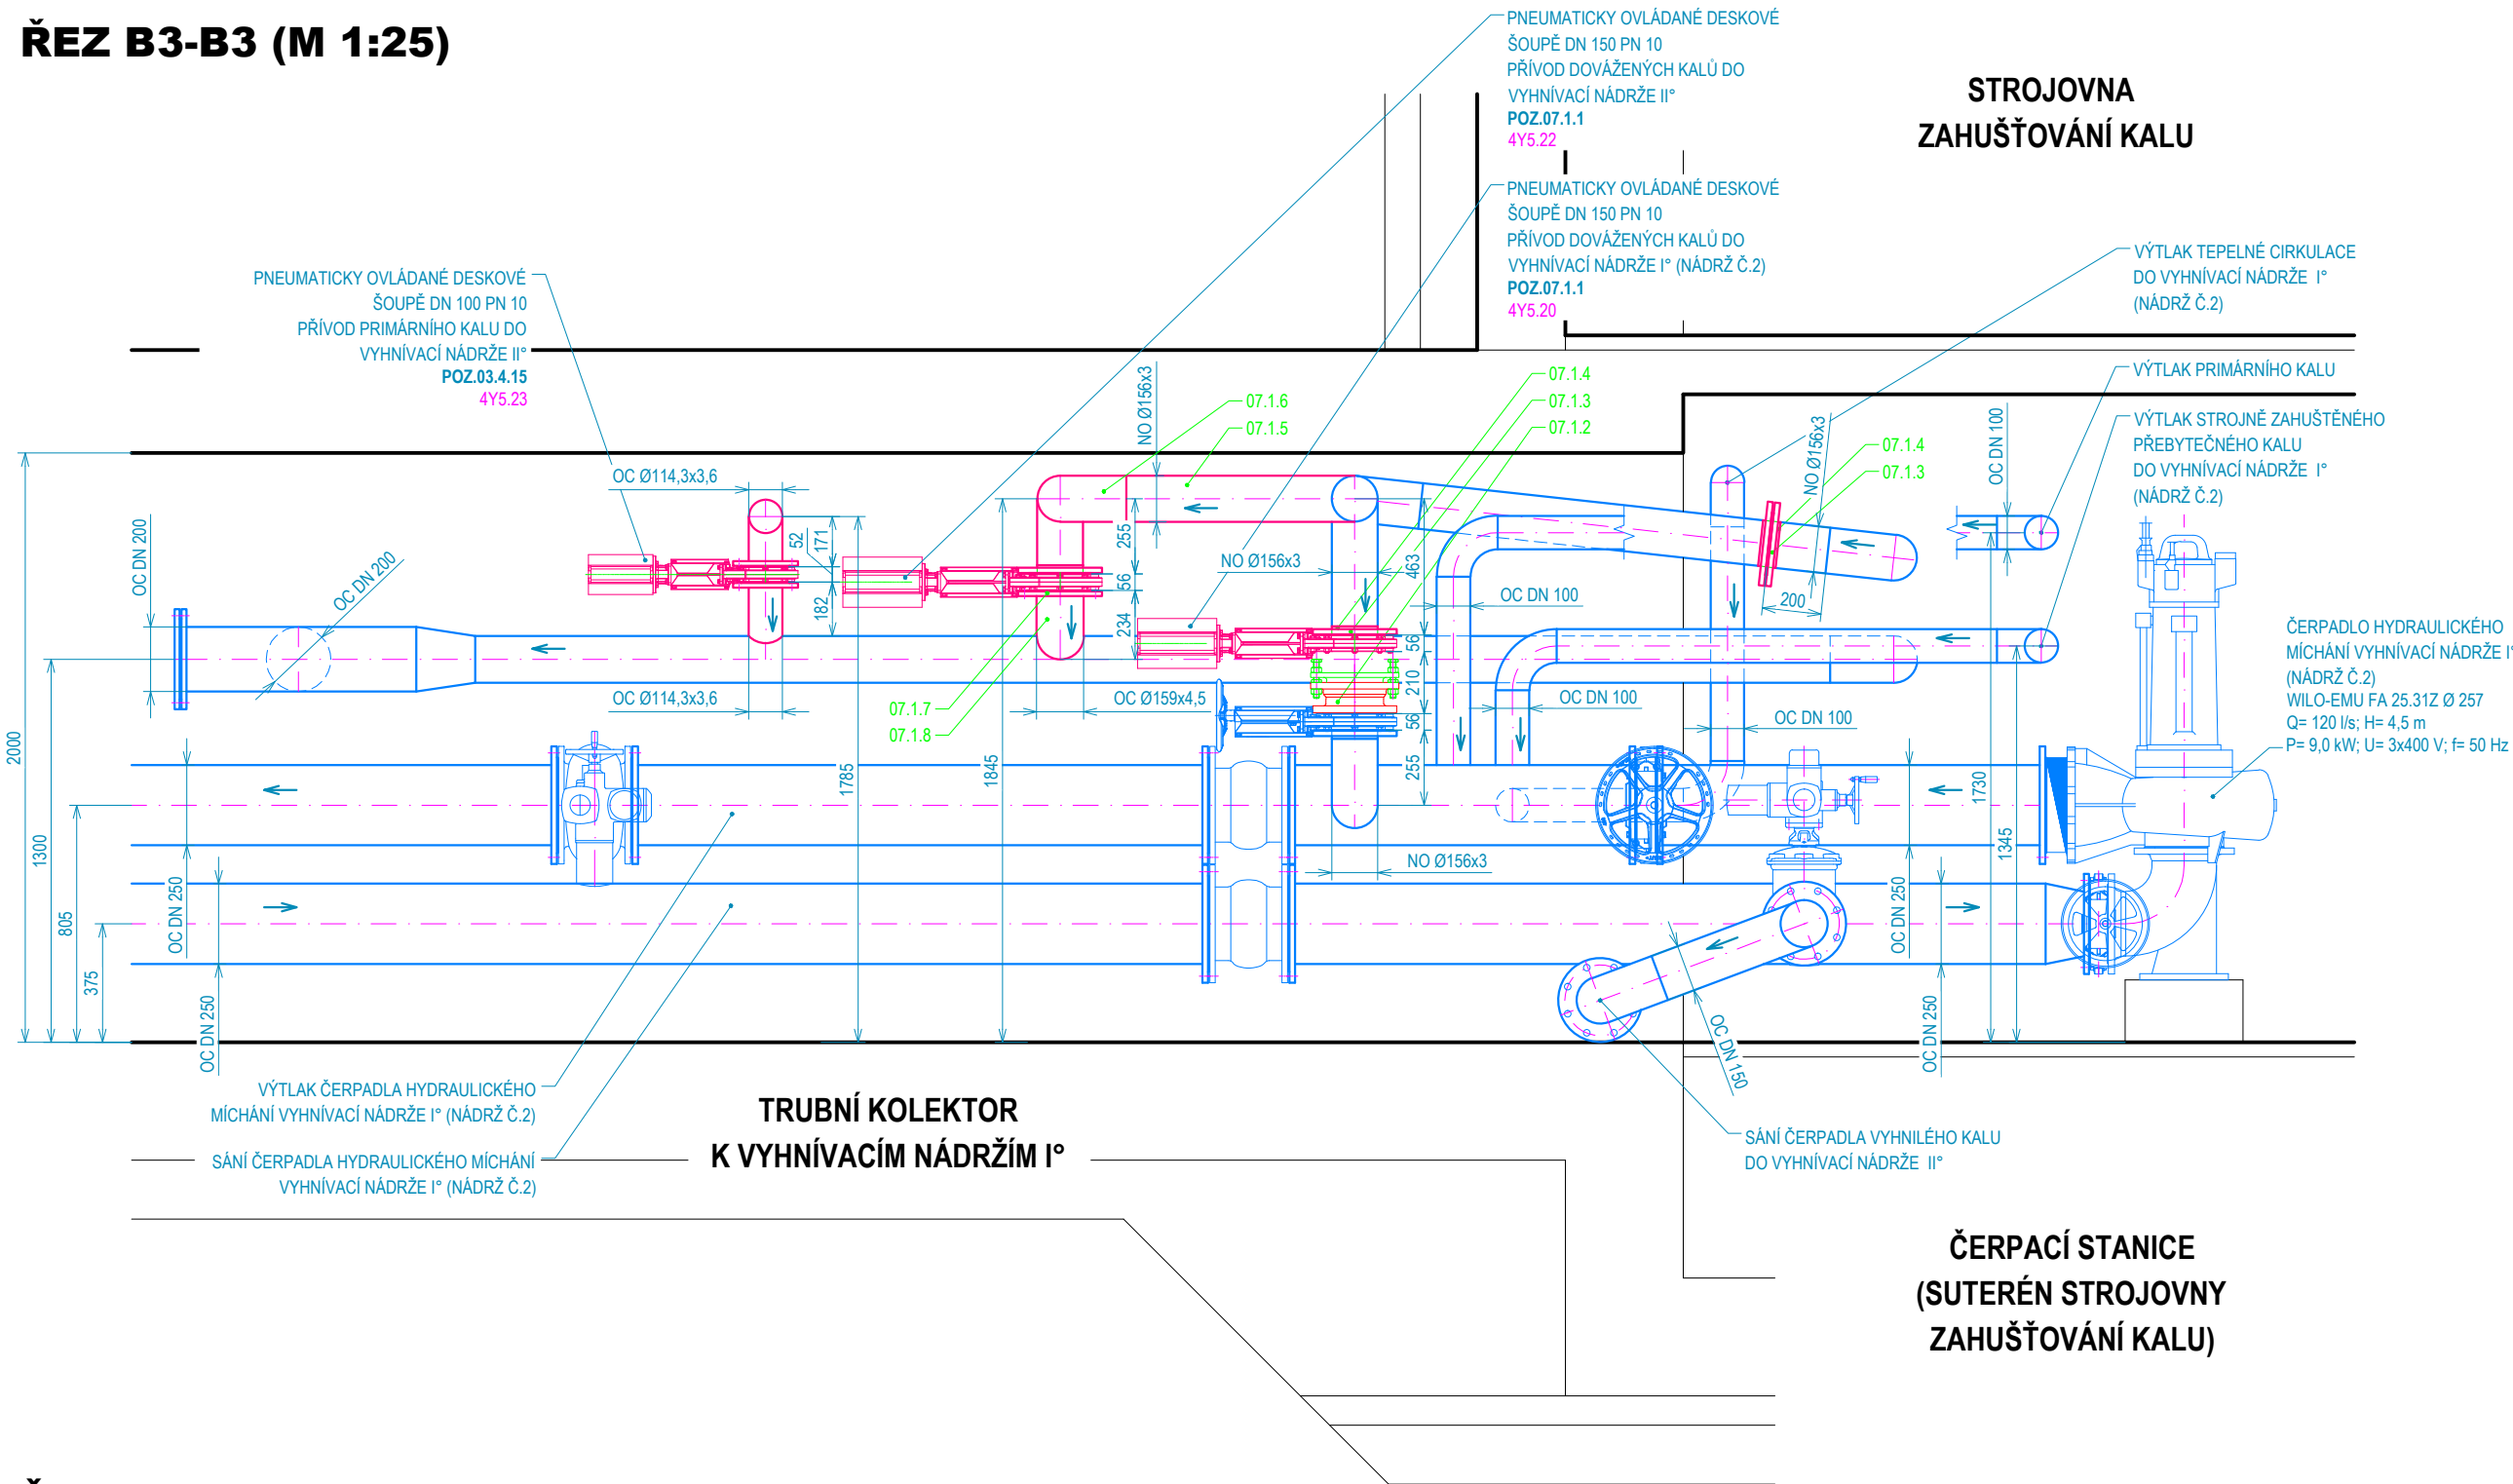 ŘEZ B3-B3 (M 1:25)
PNEUMATICKY OVLÁDANÉ DESKOVÉ
ŠOUPĚ DN 150 PN 10
PŘÍVOD DOVÁŽENÝCH KALŮ DO
VYHNÍVACÍ NÁDRŽE II°
POZ.07.1.1
4Y5.22
STROJOVNA
ZAHUŠŤOVÁNÍ KALU
PNEUMATICKY OVLÁDANÉ DESKOVÉ
ŠOUPĚ DN 150 PN 10
PŘÍVOD DOVÁŽENÝCH KALŮ DO
VYHNÍVACÍ NÁDRŽE I° (NÁDRŽ Č.2)
POZ.07.1.1
4Y5.20
VÝTLAK TEPELNÉ CIRKULACE
DO VYHNÍVACÍ NÁDRŽE I°
(NÁDRŽ Č.2)
PNEUMATICKY OVLÁDANÉ DESKOVÉ
ŠOUPĚ DN 100 PN 10
PŘÍVOD PRIMÁRNÍHO KALU DO
VYHNÍVACÍ NÁDRŽE II°
POZ.03.4.15
4Y5.23
VÝTLAK PRIMÁRNÍHO KALU
VÝTLAK STROJNĚ ZAHUŠTĚNÉHO
PŘEBYTEČNÉHO KALU
DO VYHNÍVACÍ NÁDRŽE I°
(NÁDRŽ Č.2)
07.1.6
07.1.5
07.1.4
07.1.3
07.1.2
07.1.4
07.1.3
NO Ø156x3
NO Ø156x3
OC DN 100
OC Ø114,3x3,6
OC DN 200
OC DN 200
52
171
182
255
56
234
463
NO Ø156x3
OC DN 100
200
56
210
56
255
OC Ø114,3x3,6
OC Ø159x4,5
07.1.7
07.1.8
OC DN 100
OC DN 100
ČERPADLO HYDRAULICKÉHO
MÍCHÁNÍ VYHNÍVACÍ NÁDRŽE I°
(NÁDRŽ Č.2)
WILO-EMU FA 25.31Z Ø 257
Q= 120 l/s; H= 4,5 m
P= 9,0 kW; U= 3x400 V; f= 50 Hz
2000
1300
805
375
OC DN 250
OC DN 250
1785
1845
NO Ø156x3
OC DN 250
OC DN 250
1730
1345
OC DN 150
VÝTLAK ČERPADLA HYDRAULICKÉHO
MÍCHÁNÍ VYHNÍVACÍ NÁDRŽE I° (NÁDRŽ Č.2)
SÁNÍ ČERPADLA HYDRAULICKÉHO MÍCHÁNÍ
VYHNÍVACÍ NÁDRŽE I° (NÁDRŽ Č.2)
TRUBNÍ KOLEKTOR
K VYHNÍVACÍM NÁDRŽÍM I°
SÁNÍ ČERPADLA VYHNILÉHO KALU
DO VYHNÍVACÍ NÁDRŽE II°
ČERPACÍ STANICE
(SUTERÉN STROJOVNY
ZAHUŠŤOVÁNÍ KALU)